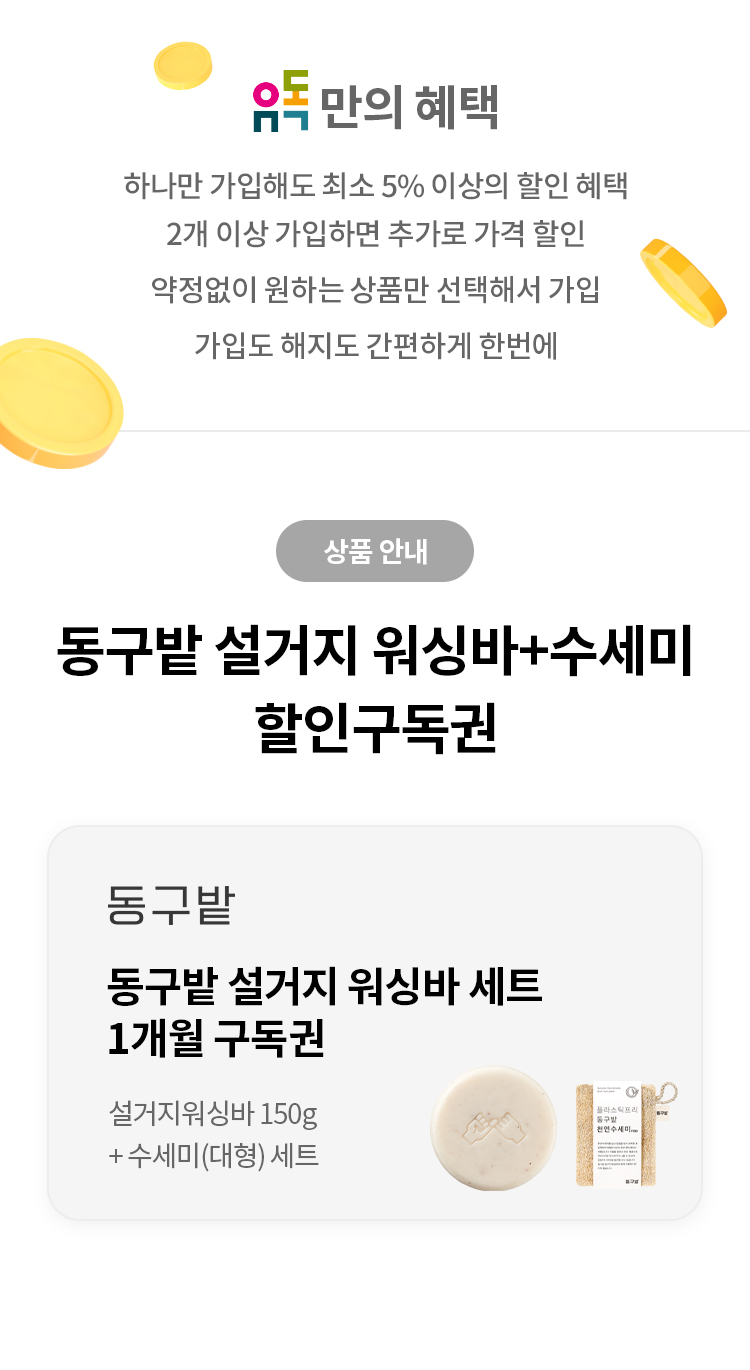 유독만의 혜택
하나만 가입해도 최소 5% 이상의 할인 혜택
2개 이상 가입하면 추가로 가격 할인
약정없이 원하는 상품만 선택해서 가입
가입도 해지도 간편하게 한번에
상품 안내
동구밭 설거지 워싱바+수세미
할인구독권
동구밭
동구밭 설거지 워싱바 세트
1개월 구독권
설거지워싱바 150g
+ 수세미(대형) 세트
플라스틱프리
동구밭
천연수세미
동구밭
동구밭